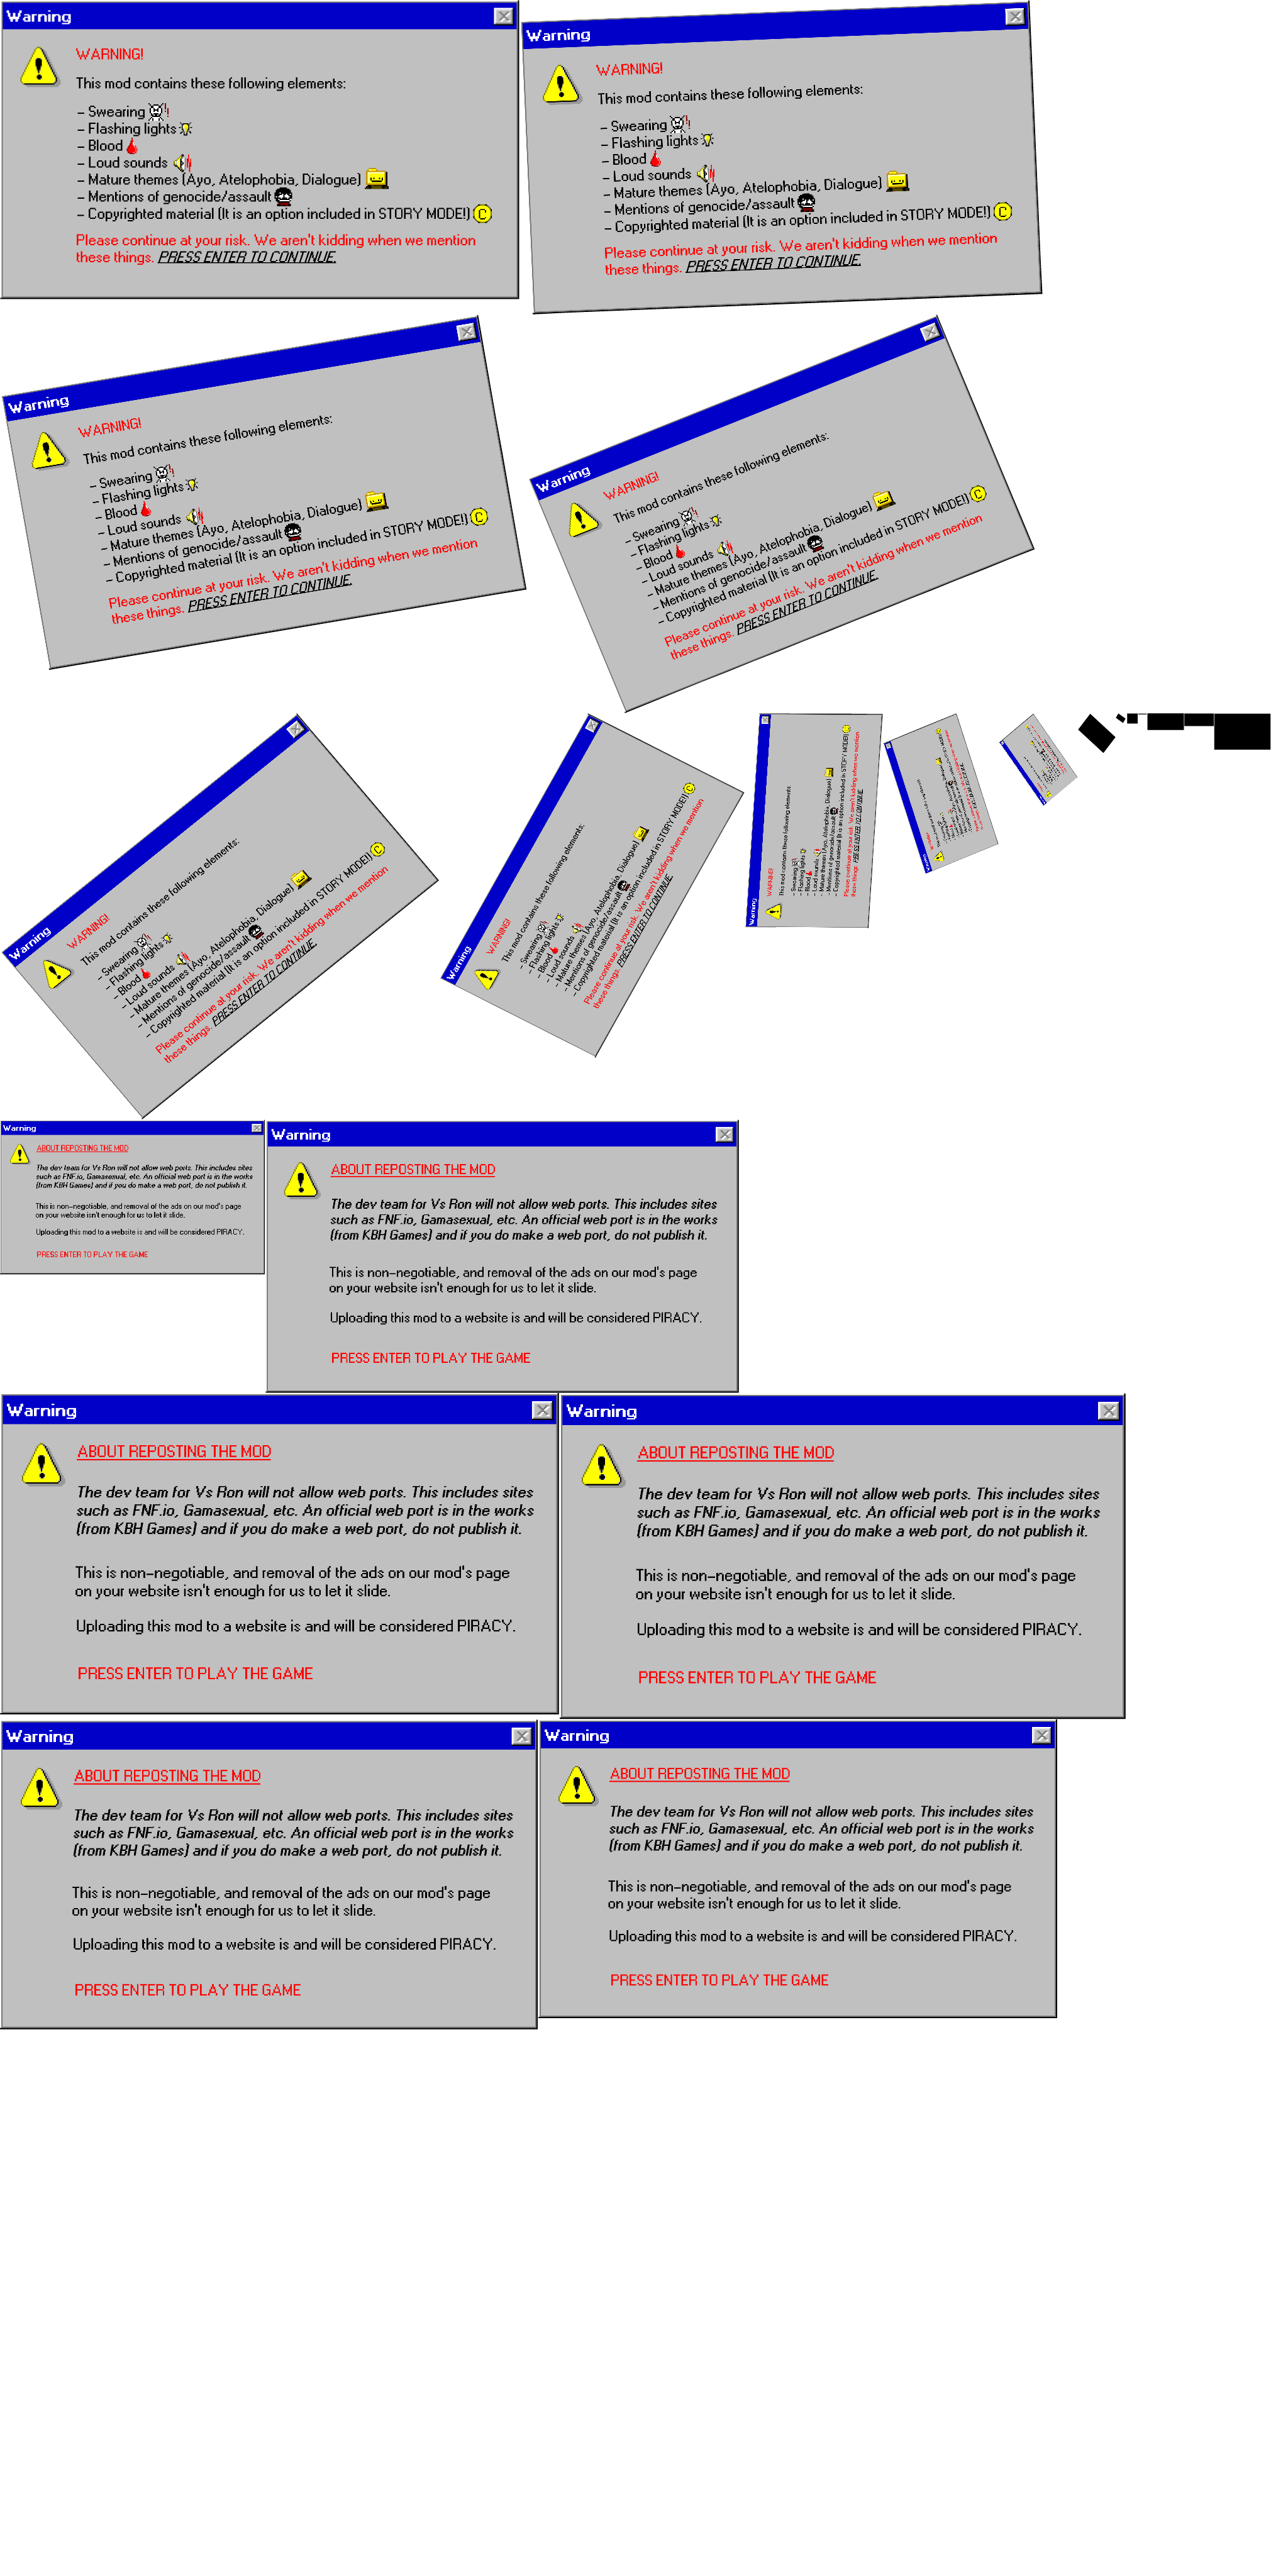 Warning
WARNING!
This mod contains these following elements:
- Swearing
- Flashing lights
- Blood
- Loud sounds
- Mature themes (Ayo, Atelophobia, Dialogue)
- Mentions of genocide/assault
- Copyrighted material (It is an option included in STORY MODE!) C
Please continue at your risk. We aren't kidding when we mention
these things. PRESS ENTER TO CONTINUE.
Warning
WARNING!
This mod contains these following elements:
- Swearing
- Flashing lights
- Blood
- Loud sounds
- Mature themes (Ayo, Atelophobia, Dialogue)
- Mentions of genocide/assault
- Copyrighted material (It is an option included in STORY MODE!) C
Please continue at your risk. We aren't kidding when we mention
these things. PRESS ENTER TO CONTINUE.
Warning
WARNING!
This mod contains these following elements:
- Swearing
- Flashing lights
- Blood
- Loud sounds
- Mature themes (Ayo, Atelophobia, Dialogue)
- Mentions of genocide/assault
- Copyrighted material (It is an option included in STORY MODE!) C
Please continue at your risk. We aren't kidding when we mention
these things. PRESS ENTER TO CONTINUE.
Warning
WARNING!
This mod contains these following elements:
- Swearing
- Flashing lights
- Blood
- Loud sounds
- Mature themes (Ayo, Atelophobia, Dialogue)
- Mentions of genocide/assault
- Copyrighted material (It is an option included in STORY MODE!) C
Please continue at your risk. We aren't kidding when we mention
these things. PRESS ENTER TO CONTINUE.
Warning
WARNING!
This mod contains these following elements:
- Swearing
- Flashing lights
- Blood
- Loud sounds
- Mature themes (Ayo, Atelophobia, Dialogue)
- Mentions of genocide/assault
- Copyrighted material (It is an option included in STORY MODE!) C
Please continue at your risk. We aren't kidding when we mention
these things. PRESS ENTER TO CONTINUE.
Warning
WARNING!
This mod contains these following elements:
- Swearing
- Flashing lights
- Blood
- Loud sounds
- Mature themes (Ayo, Atelophobia, Dialogue)
- Mentions of genocide/assault
- Copyrighted material (It is an option included in STORY MODE!) C
Please continue at your risk. We aren't kidding when we mention
these things. PRESS ENTER TO CONTINUE.
Warning
WARNING!
This mod contains these following elements:
- Swearing
- Flashing lights
- Blood
- Loud sounds
- Mature themes (Ayo, Atelophobia, Dialogue)
- Mentions of genocide/assault
- Copyrighted material (It is an option included in STORY MODE!) C
Please continue at your risk. We aren't kidding when we mention
these things. PRESS ENTER TO CONTINUE.
Warning
ABOUT REPOSTING THE MOD
The dev team for Vs Ron will not allow web ports. This includes sites
such as FNF.io, Gamasexual, etc. An official web port is in the works
(from KBH Games) and if you do make a web port, do not publish it.
This is non-negotiable, and removal of the ads on our mod's page
on your website isn't enough for us to let it slide.
Uploading this mod to a website is and will be considered PIRACY.
PRESS ENTER TO PLAY THE GAME
Warning
ABOUT REPOSTING THE MOD
The dev team for Vs Ron will not allow web ports. This includes sites
such as FNF.io, Gamasexual, etc. An official web port is in the works
(from KBH Games) and if you do make a web port, do not publish it.
This is non-negotiable, and removal of the ads on our mod's page
on your website isn't enough for us to let it slide.
Uploading this mod to a website is and will be considered PIRACY.
PRESS ENTER TO PLAY THE GAME
Warning
ABOUT REPOSTING THE MOD
The dev team for Vs Ron will not allow web ports. This includes sites
such as FNF.io, Gamasexual, etc. An official web port is in the works
(from KBH Games) and if you do make a web port, do not publish it.
This is non-negotiable, and removal of the ads on our mod's page
on your website isn't enough for us to let it slide.
Uploading this mod to a website is and will be considered PIRACY.
PRESS ENTER TO PLAY THE GAME
Warning
ABOUT REPOSTING THE MOD
The dev team for Vs Ron will not allow web ports. This includes sites
such as FNF.io, Gamasexual, etc. An official web port is in the works
(from KBH Games) and if you do make a web port, do not publish it.
This is non-negotiable, and removal of the ads on our mod's page
on your website isn't enough for us to let it slide.
Uploading this mod to a website is and will be considered PIRACY.
PRESS ENTER TO PLAY THE GAME
Warning
ABOUT REPOSTING THE MOD
The dev team for Vs Ron will not allow web ports. This includes sites
such as FNF.io, Gamasexual, etc. An official web port is in the works
(from KBH Games) and if you do make a web port, do not publish it.
This is non-negotiable, and removal of the ads on our mod's page
on your website isn't enough for us to let it slide.
Uploading this mod to a website is and will be considered PIRACY.
PRESS ENTER TO PLAY THE GAME
Warning
ABOUT REPOSTING THE MOD
The dev team for Vs Ron will not allow web ports. This includes sites
such as FNF.io, Gamasexual, etc. An official web port is in the works
(from KBH Games) and if you do make a web port, do not publish it.
This is non-negotiable, and removal of the ads on our mod's page
on your website isn't enough for us to let it slide.
Uploading this mod to a website is and will be considered PIRACY.
PRESS ENTER TO PLAY THE GAME